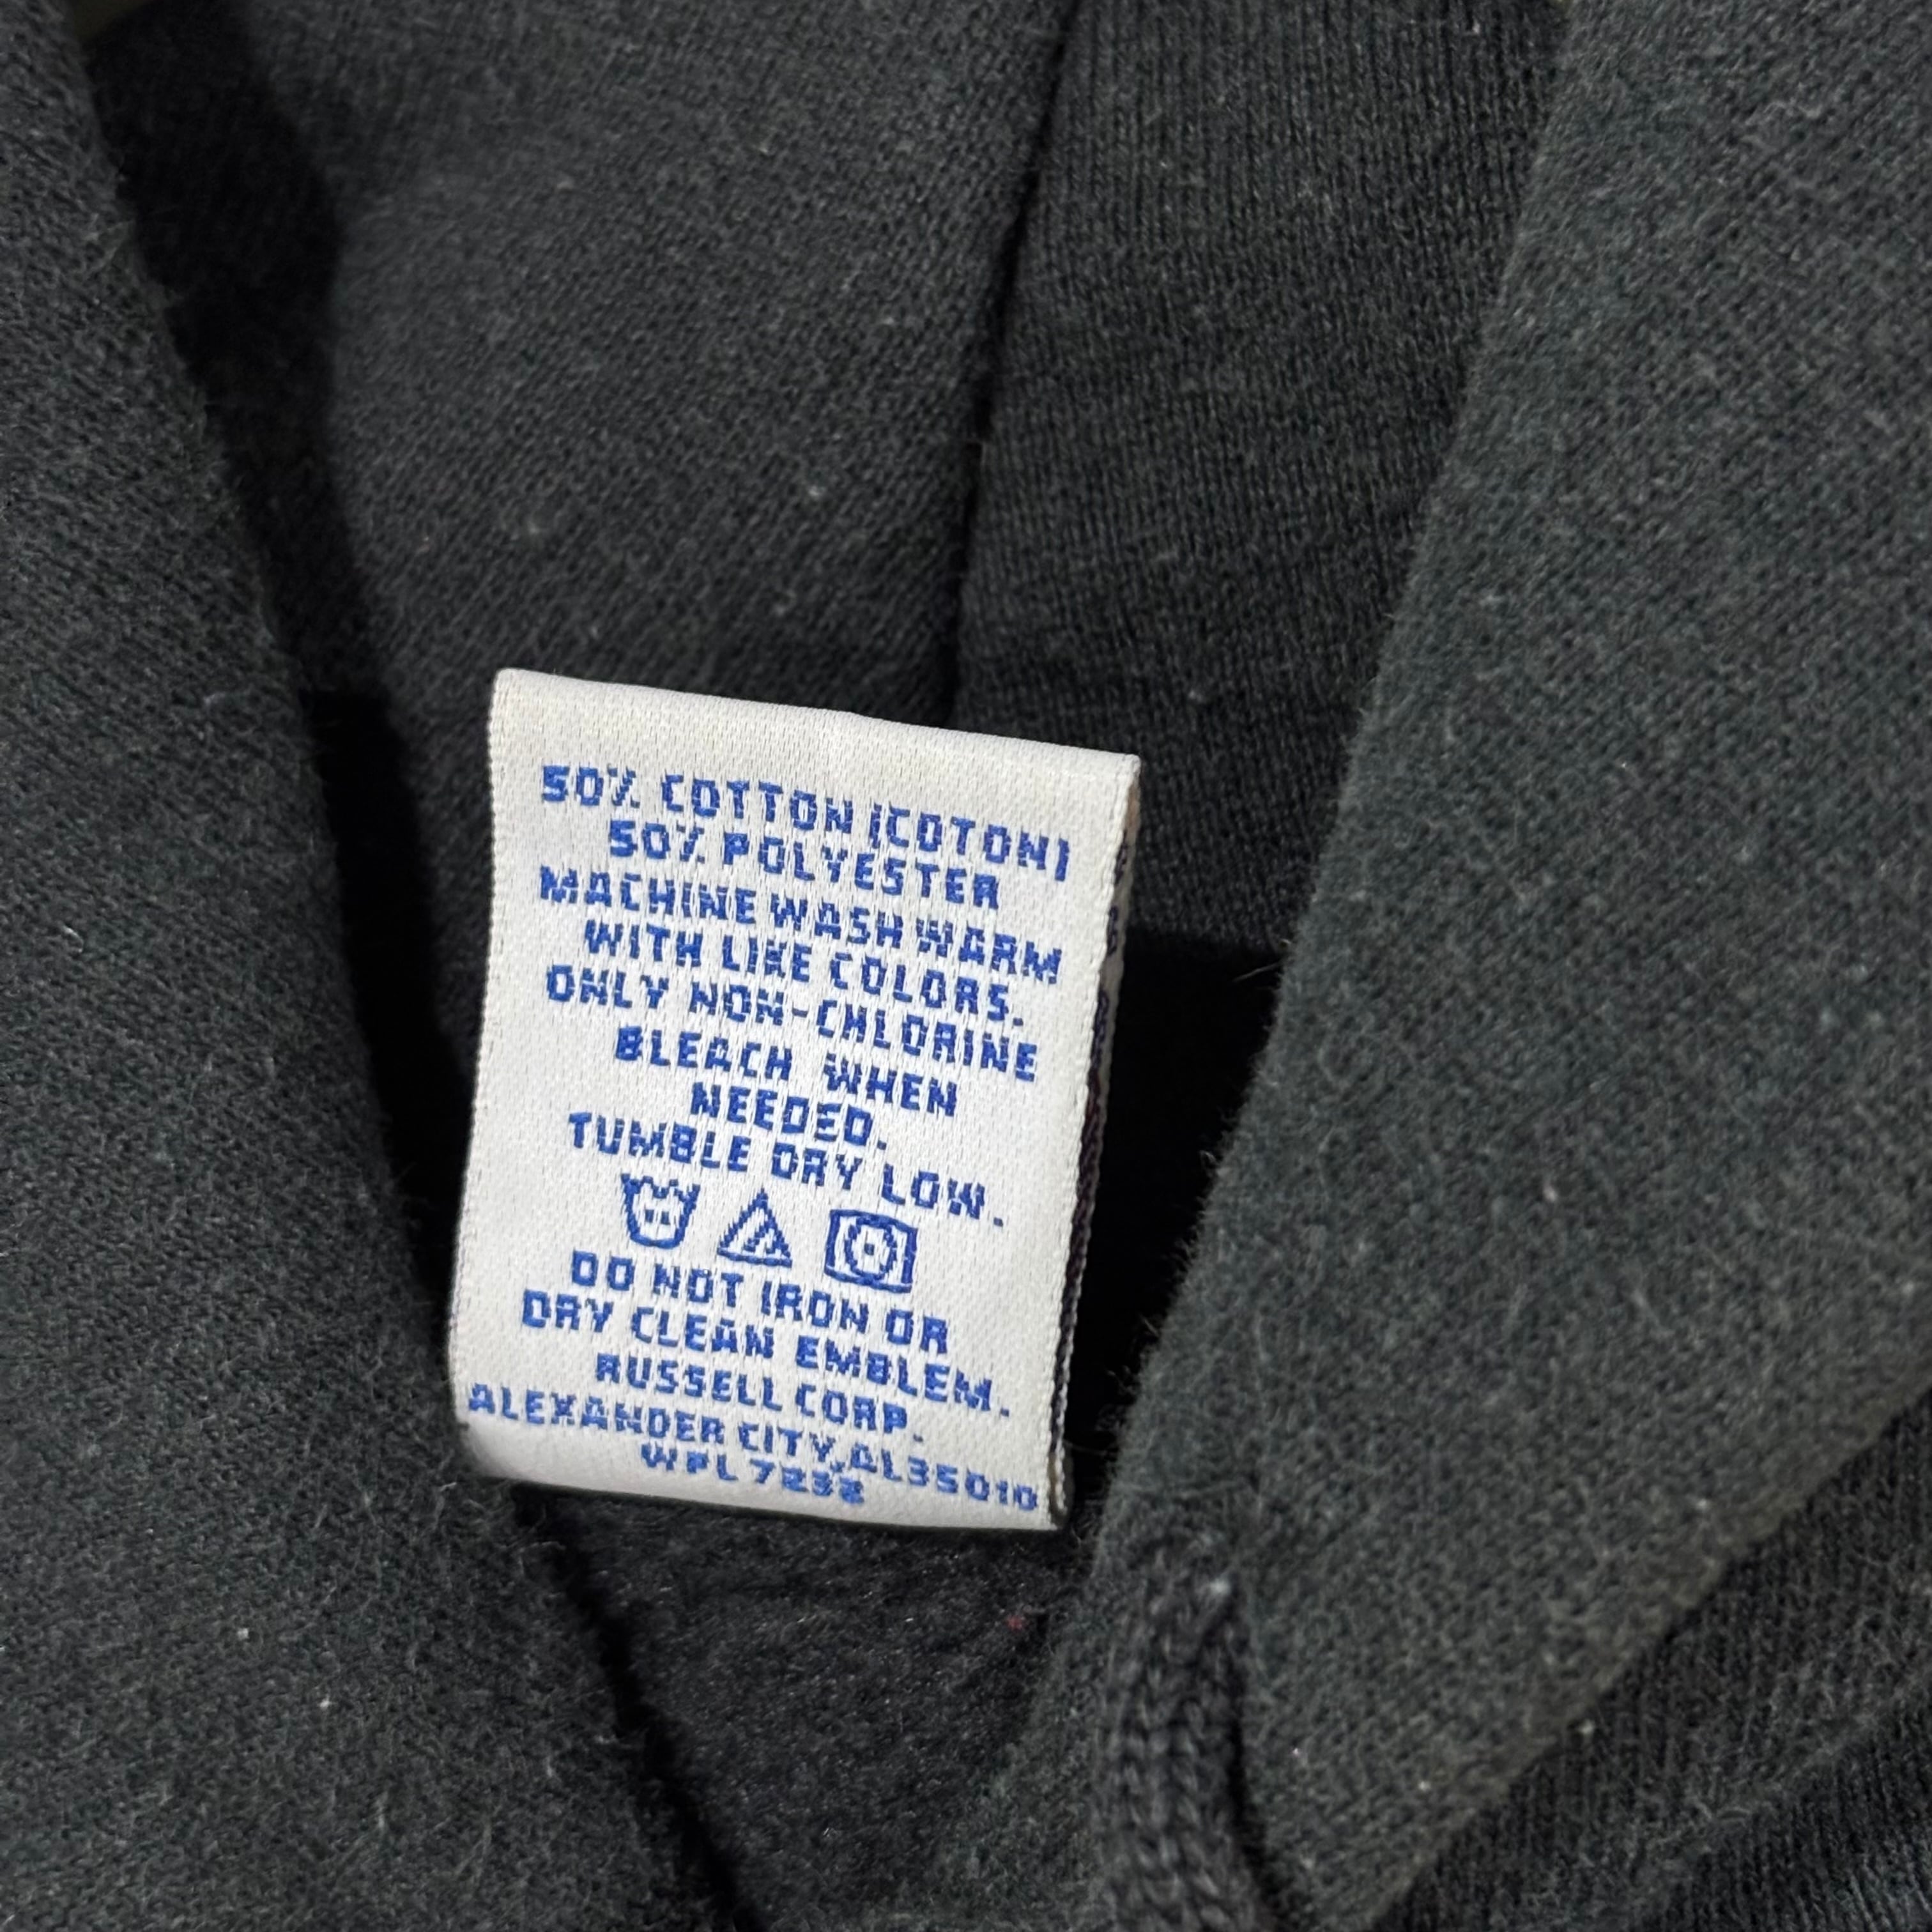 50% COTTON (COTON)
50% POLYESTER
MACHINE WASH WARM
WITH LIKE COLORS.
ONLY NON-CHLORINE
BLEACH WHEN
NEEDED.
TUMBLE DRY LOW.
DO NOT IRON OR
DRY CLEAN EMBLEM.
RUSSELL CORP.
ALEXANDER CITY, AL35010
WPL 7232